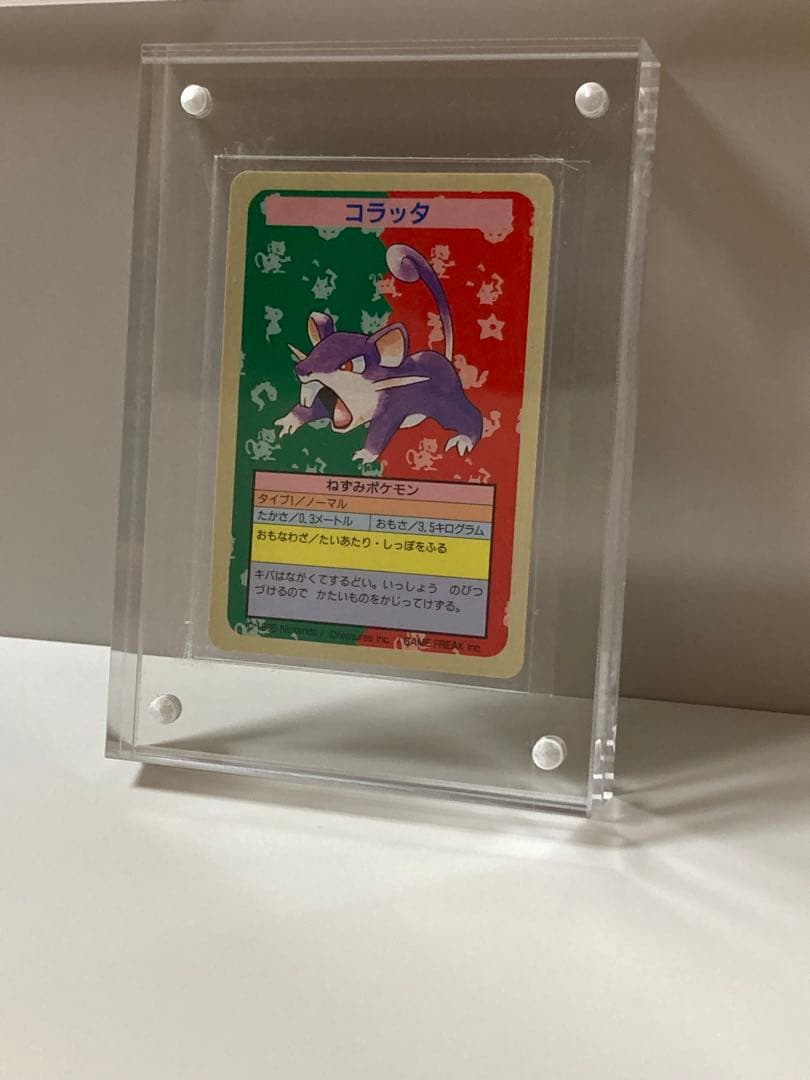 コラッタ
ねずみポケモン
タイプ1/ノーマル
たかさ/0.3メートル おもさ/3.5キログラム
おもなわざ/たいあたり・しっぽをふる
キバはながくてするどい。いっしょう のびつ
づけるので かたいものをかじってけずる。
Nintendo / Creatures inc. / GAME FREAK inc.